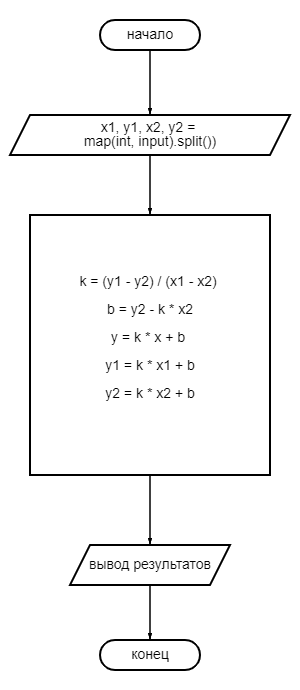 начало
x1, y1, x2, y2 =
map(int, input).split())
k = (y1 - y2) / (x1 - x2)
b = y2 - k * x2
y = k * x + b
y1 = k * x1 + b
y2 = k * x2 + b
вывод результатов
конец